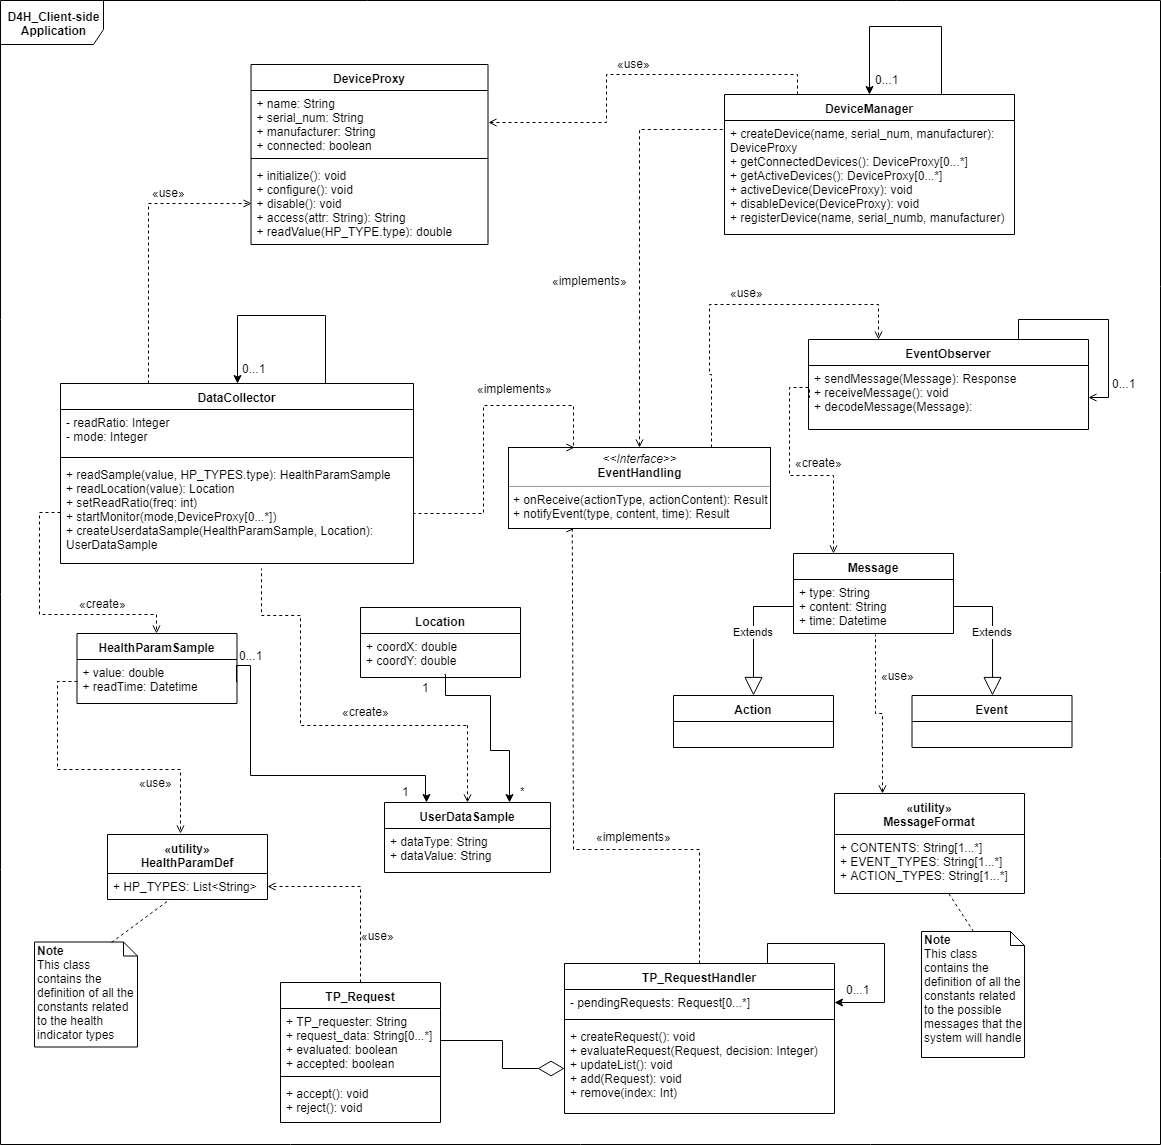 D4H_Client-side
Application
«use»
DeviceProxy
+ name: String
+ serial_num: String
+ manufacturer: String
+ connected: boolean
+ initialize(): void
+ configure(): void
+ disable(): void
+ access(attr: String): String
+ readValue(HP_TYPE.type): double
0...1
DeviceManager
+ createDevice(name, serial_num, manufacturer):
DeviceProxy
+ getConnectedDevices(): DeviceProxy[0...*]
+ getActiveDevices(): DeviceProxy[0...*]
+ activeDevice(DeviceProxy): void
+ disableDevice(DeviceProxy): void
+ registerDevice(name, serial_numb, manufacturer)
«use»
«implements»
«use»
0...1
DataCollector
- readRatio: Integer
- mode: Integer
+ readSample(value, HP_TYPES.type): HealthParamSample
+ readLocation(value): Location
+ setReadRatio(freq: int)
+ startMonitor(mode,DeviceProxy[0...*])
+ createUserdataSample(HealthParamSample, Location):
UserDataSample
«implements»
EventObserver
+ sendMessage(Message): Response
+ receiveMessage(): void
+ decodeMessage(Message):
0...1
<<Interface>>
EventHandling
+ onReceive(actionType, actionContent): Result
+ notifyEvent(type, content, time): Result
«create»
Message
+ type: String
+ content: String
+ time: Datetime
Extends
Extends
«create»
HealthParamSample
+ value: double
+ readTime: Datetime
0...1
Location
+ coordX: double
+ coordY: double
1
«create»
«use»
Action
Event
«use»
1
*
UserDataSample
+ dataType: String
+ dataValue: String
«utility»
MessageFormat
+ CONTENTS: String[1...*]
+ EVENT_TYPES: String[1...*]
+ ACTION_TYPES: String[1...*]
«implements»
«utility»
HealthParamDef
+ HP_TYPES: List<String>
«use»
Note
This class
contains the
definition of all the
constants related
to the health
indicator types
Note
This class
contains the
definition of all the
constants related
to the possible
messages that the
system will handle
TP_Request
+ TP_requester: String
+ request_data: String[0...*]
+ evaluated: boolean
+ accepted: boolean
+ accept(): void
+ reject(): void
TP_RequestHandler
- pendingRequests: Request[0...*]
+ createRequest(): void
+ evaluateRequest(Request, decision: Integer)
+ updateList(): void
+ add(Request): void
+ remove(index: Int)
0...1